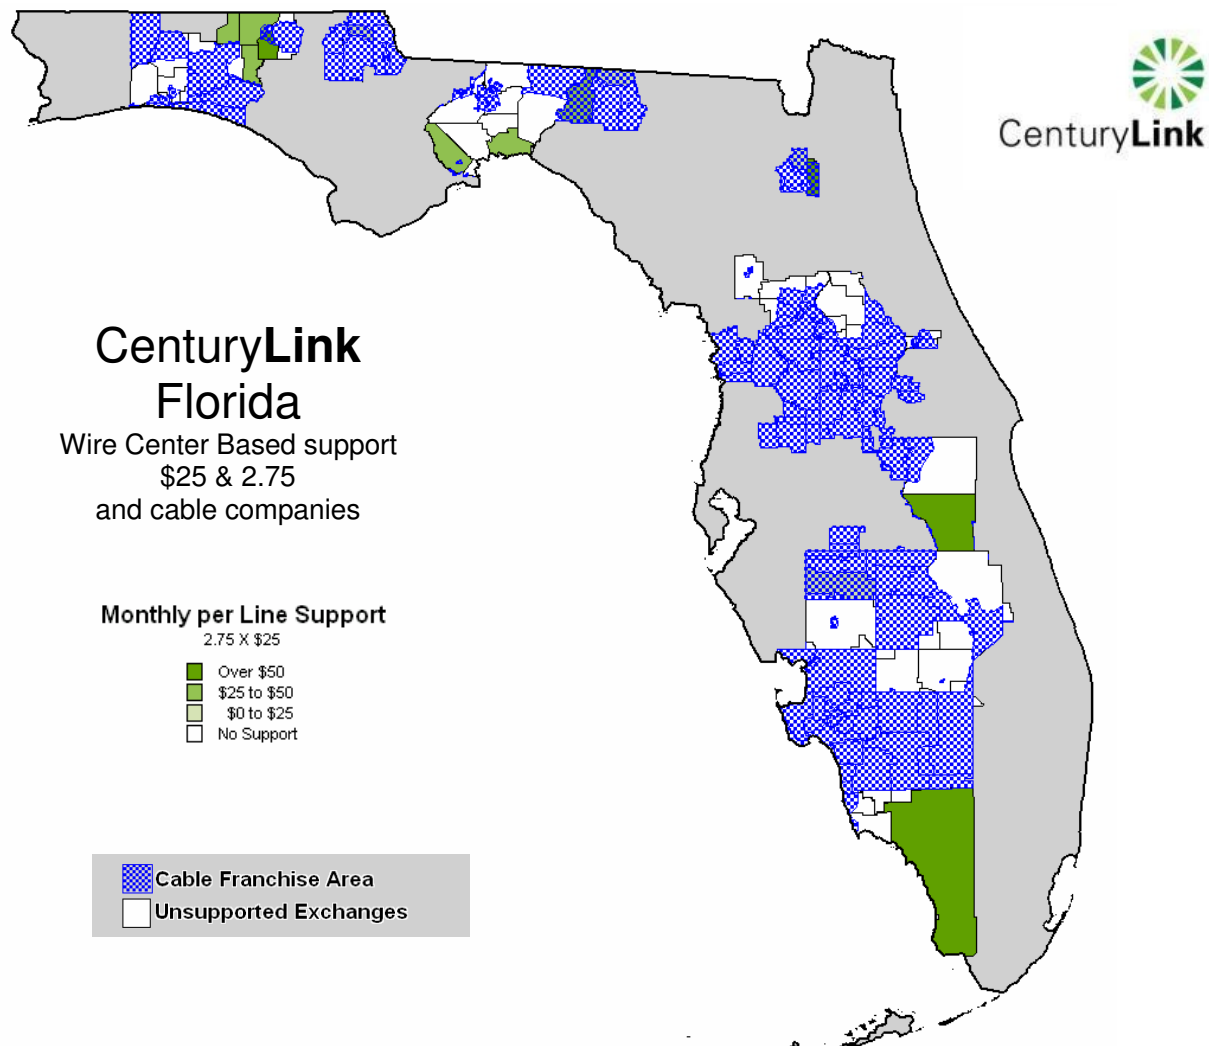 CenturyLink
CenturyLink
Florida
Wire Center Based support
$25 & 2.75
and cable companies
Monthly per Line Support
2.75 X $25
Over $50
$25 to $50
$0 to $25
No Support
Cable Franchise Area
Unsupported Exchanges